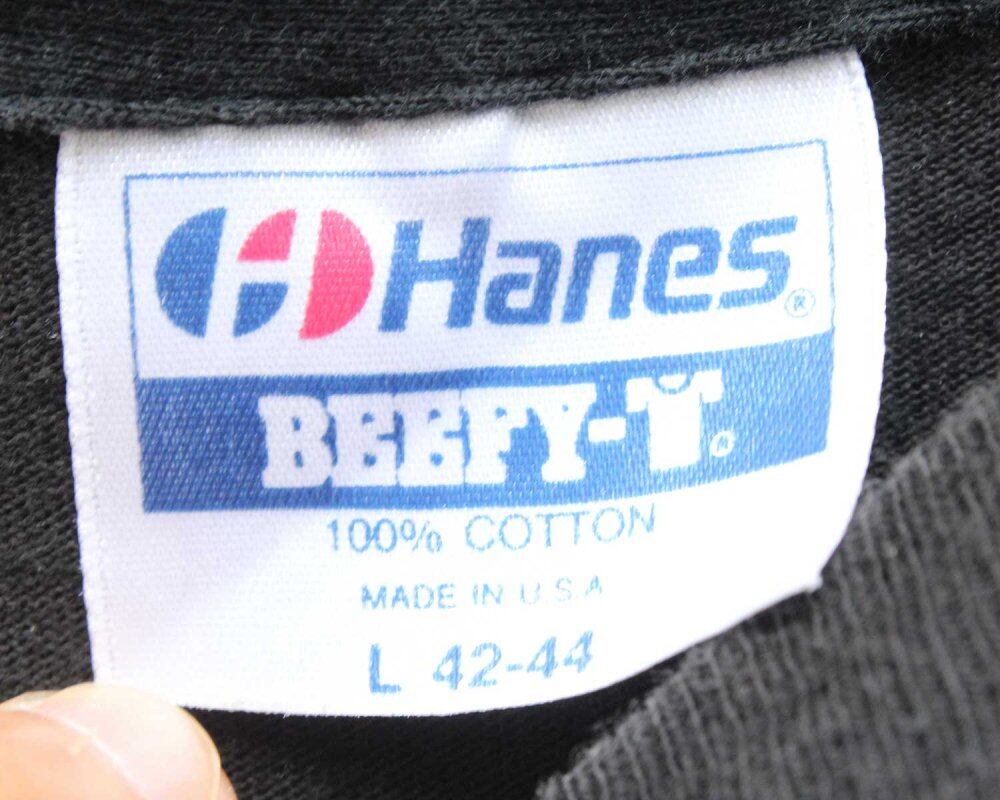 Hanes®
BEEFY-T®
100% COTTON
MADE IN U.S.A
L 42-44